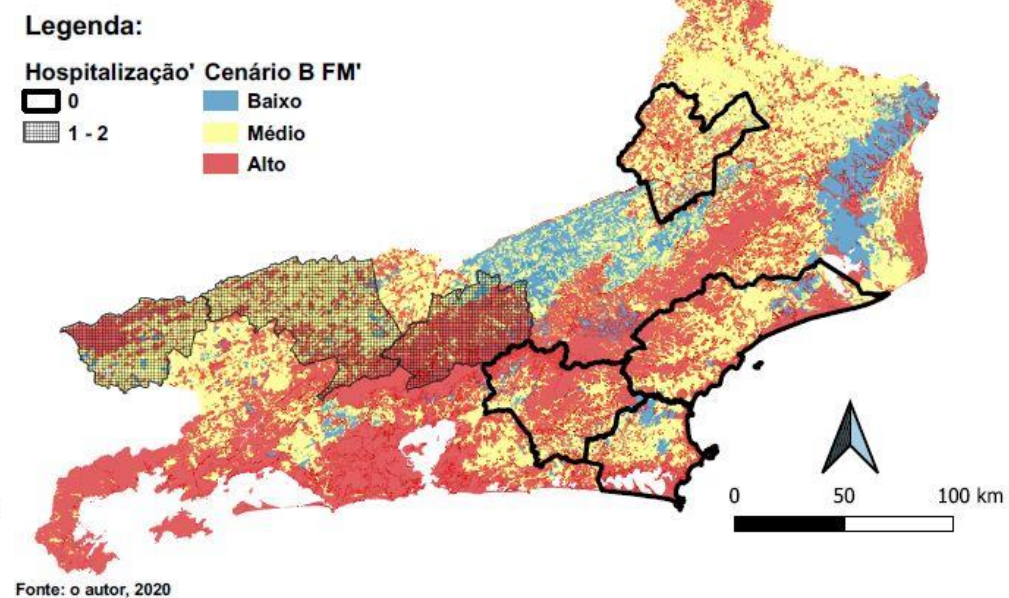 Legenda:
Hospitalização' Cenário B FM'
0 Baixo
1 - 2 Médio
Alto
0 50 100 km
Fonte: o autor, 2020